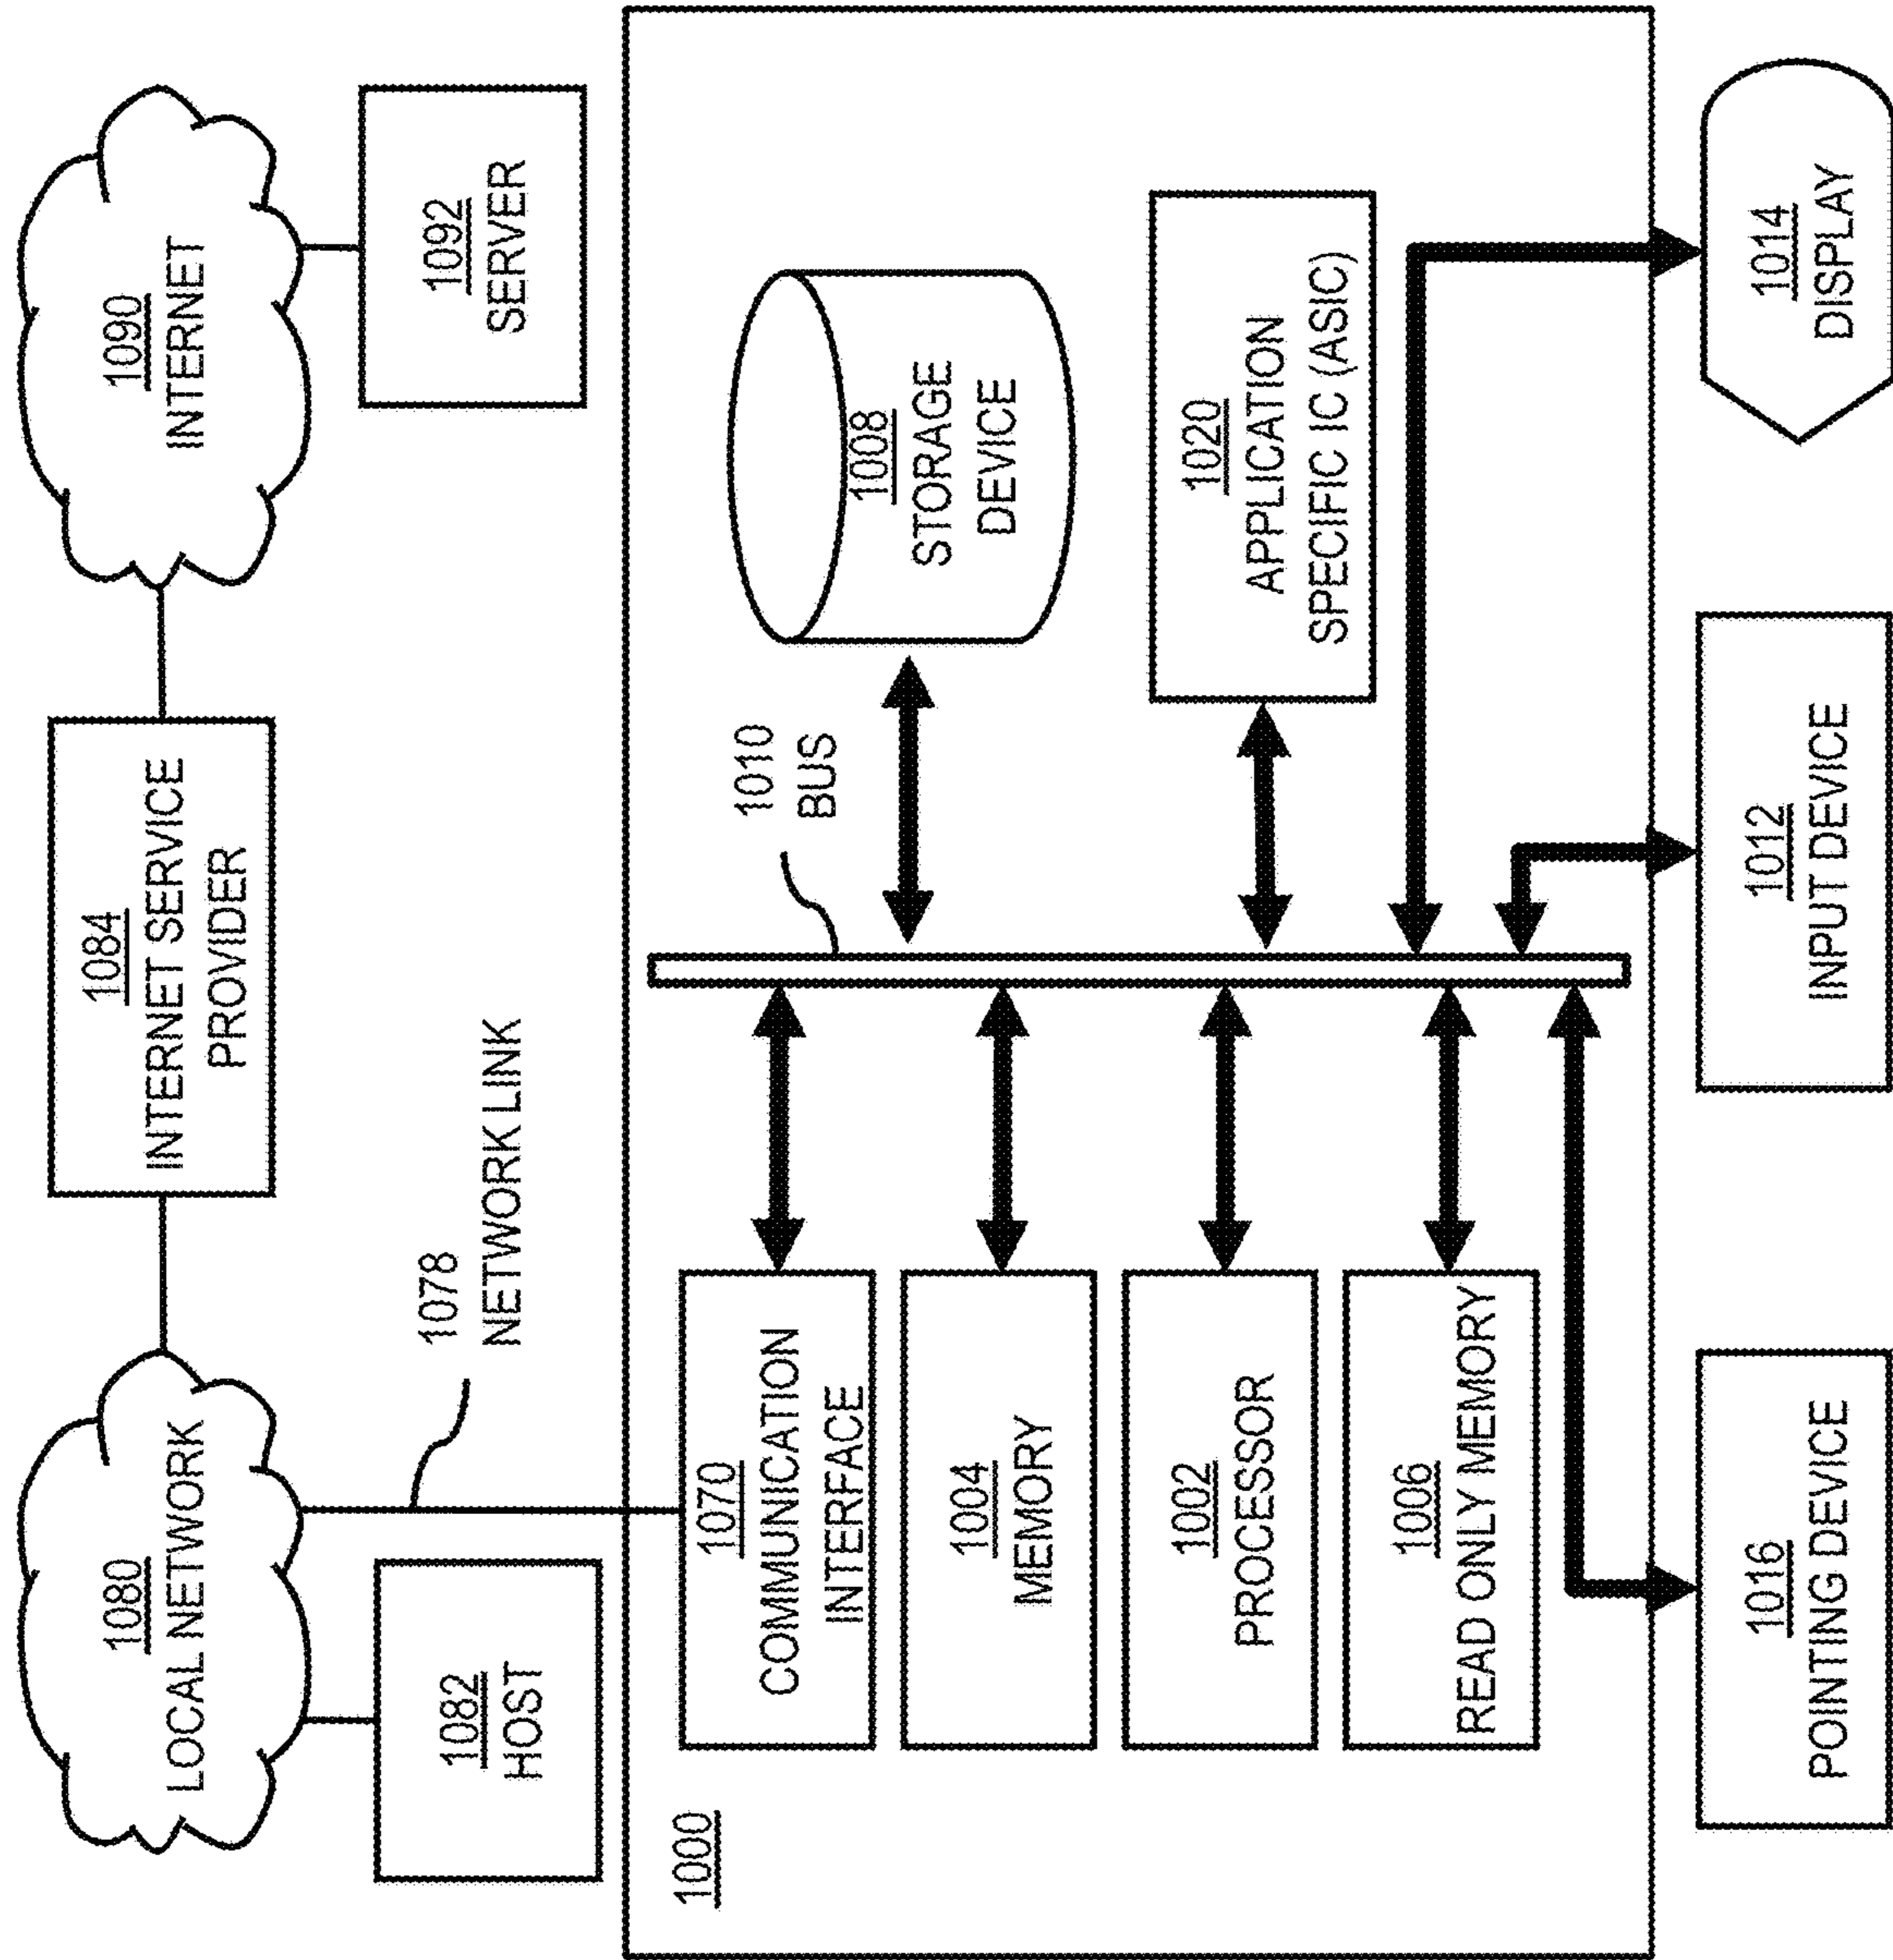 1080
LOCAL NETWORK
1084
INTERNET SERVICE
PROVIDER
1090
INTERNET
1082
HOST
1078
NETWORK LINK
1092
SERVER
1000
1070
COMMUNICATION
INTERFACE
1010
BUS
1008
STORAGE
DEVICE
1004
MEMORY
1002
PROCESSOR
1020
APPLICATION
SPECIFIC IC (ASIC)
1006
READ ONLY MEMORY
1016
POINTING DEVICE
1012
INPUT DEVICE
1014
DISPLAY